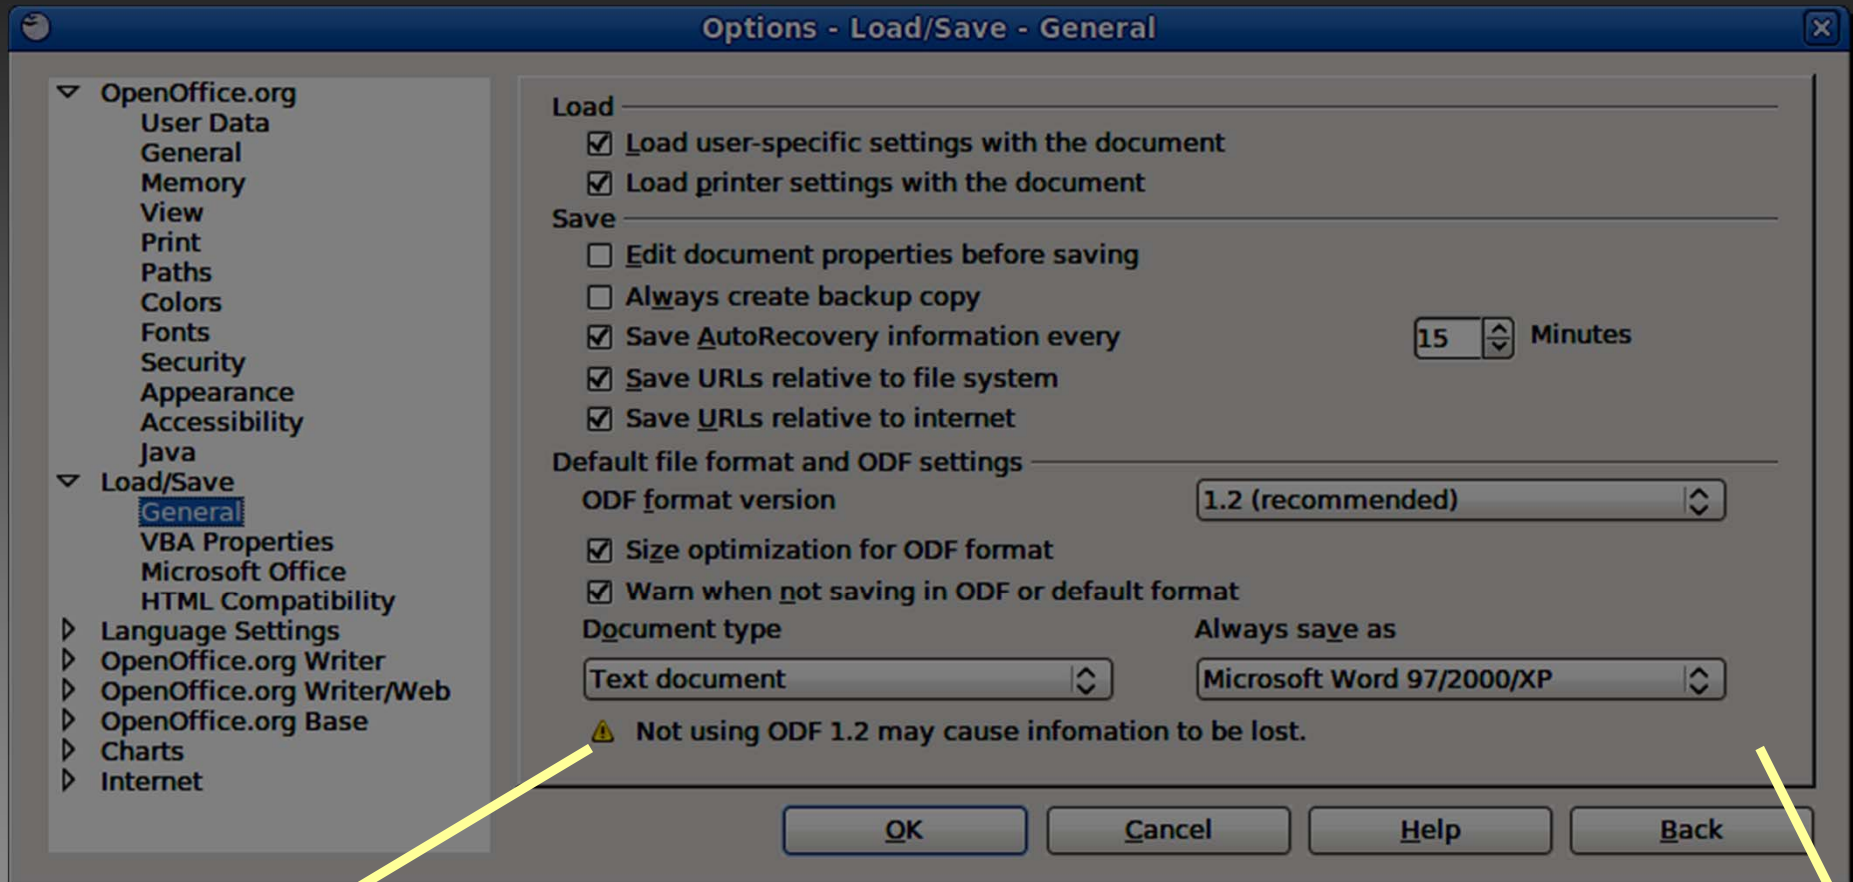 Options - Load/Save - General
OpenOffice.org
User Data
General
Memory
View
Print
Paths
Colors
Fonts
Security
Appearance
Accessibility
Java
Load/Save
General
VBA Properties
Microsoft Office
HTML Compatibility
Language Settings
OpenOffice.org Writer
OpenOffice.org Writer/Web
OpenOffice.org Base
Charts
Internet
Load
Load user-specific settings with the document
Load printer settings with the document
Save
Edit document properties before saving
Always create backup copy
Save AutoRecovery information every 15 Minutes
Save URLs relative to file system
Save URLs relative to internet
Default file format and ODF settings
ODF format version 1.2 (recommended)
Size optimization for ODF format
Warn when not saving in ODF or default format
Document type Always save as
Text document Microsoft Word 97/2000/XP
Not using ODF 1.2 may cause infomation to be lost.
OK Cancel Help Back